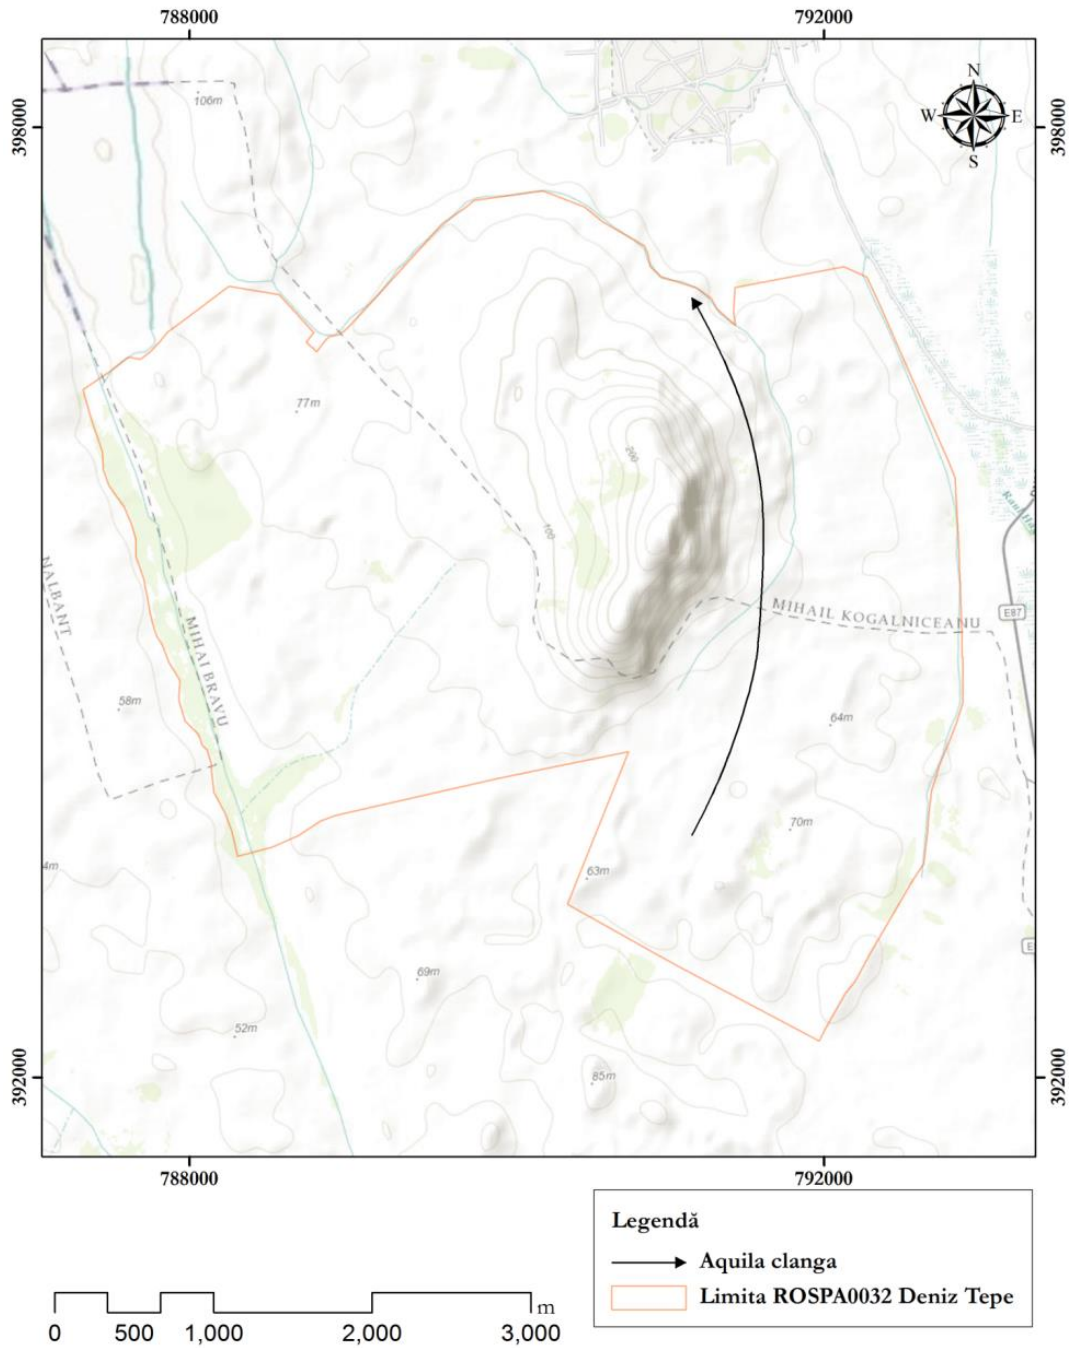 788000
792000
398000
398000
N
W
E
S
106m
77m
200
100
NALBANT
MIHAI BRAVU
MIHAIL KOGALNICEANU
E87
58m
64m
70m
4m
63m
69m
52m
85m
E
392000
392000
788000
792000
Legendă
Aquila clanga
Limita ROSPA0032 Deniz Tepe
m
0 500 1,000 2,000 3,000